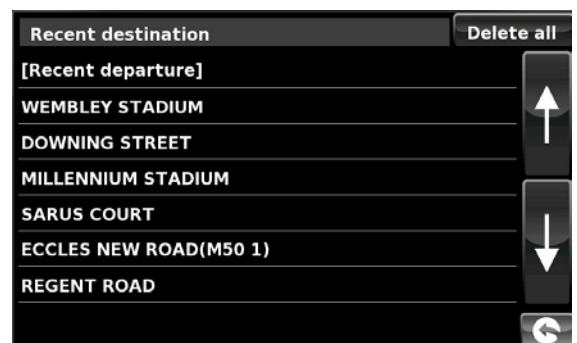 Recent destination
Delete all
[Recent departure]
WEMBLEY STADIUM
DOWNING STREET
MILLENNIUM STADIUM
SARUS COURT
ECCLES NEW ROAD(M50 1)
REGENT ROAD